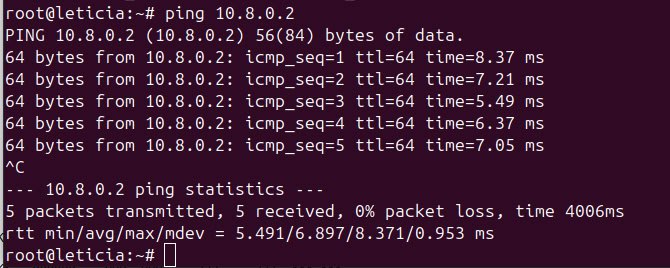 root@leticia:~# ping 10.8.0.2
PING 10.8.0.2 (10.8.0.2) 56(84) bytes of data.
64 bytes from 10.8.0.2: icmp_seq=1 ttl=64 time=8.37 ms
64 bytes from 10.8.0.2: icmp_seq=2 ttl=64 time=7.21 ms
64 bytes from 10.8.0.2: icmp_seq=3 ttl=64 time=5.49 ms
64 bytes from 10.8.0.2: icmp_seq=4 ttl=64 time=6.37 ms
64 bytes from 10.8.0.2: icmp_seq=5 ttl=64 time=7.05 ms
^C
--- 10.8.0.2 ping statistics ---
5 packets transmitted, 5 received, 0% packet loss, time 4006ms
rtt min/avg/max/mdev = 5.491/6.897/8.371/0.953 ms
root@leticia:~#